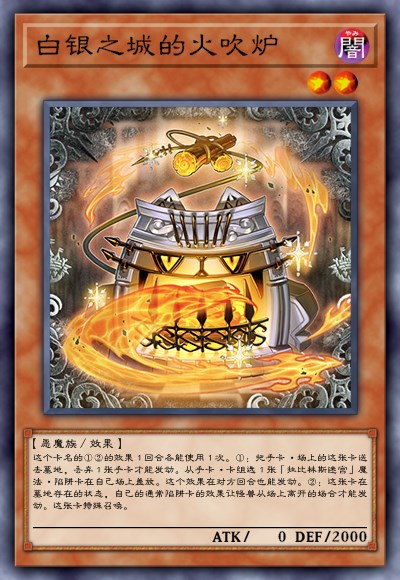 白银之城的火吹炉
やみ
闇
【恶魔族/效果】
这个卡名的①②的效果1回合各能使用1次。①：把手卡·场上的这张卡送
去墓地，丢弃1张手卡才能发动。从手卡·卡组选1张「拉比林斯迷宫」魔
法·陷阱卡在自己场上盖放。这个效果在对方回合也能发动。②：这张卡在
墓地存在的状态，自己的通常陷阱卡的效果让怪兽从场上离开的场合才能发
动。这张卡特殊召唤。
ATK/ 0 DEF/2000